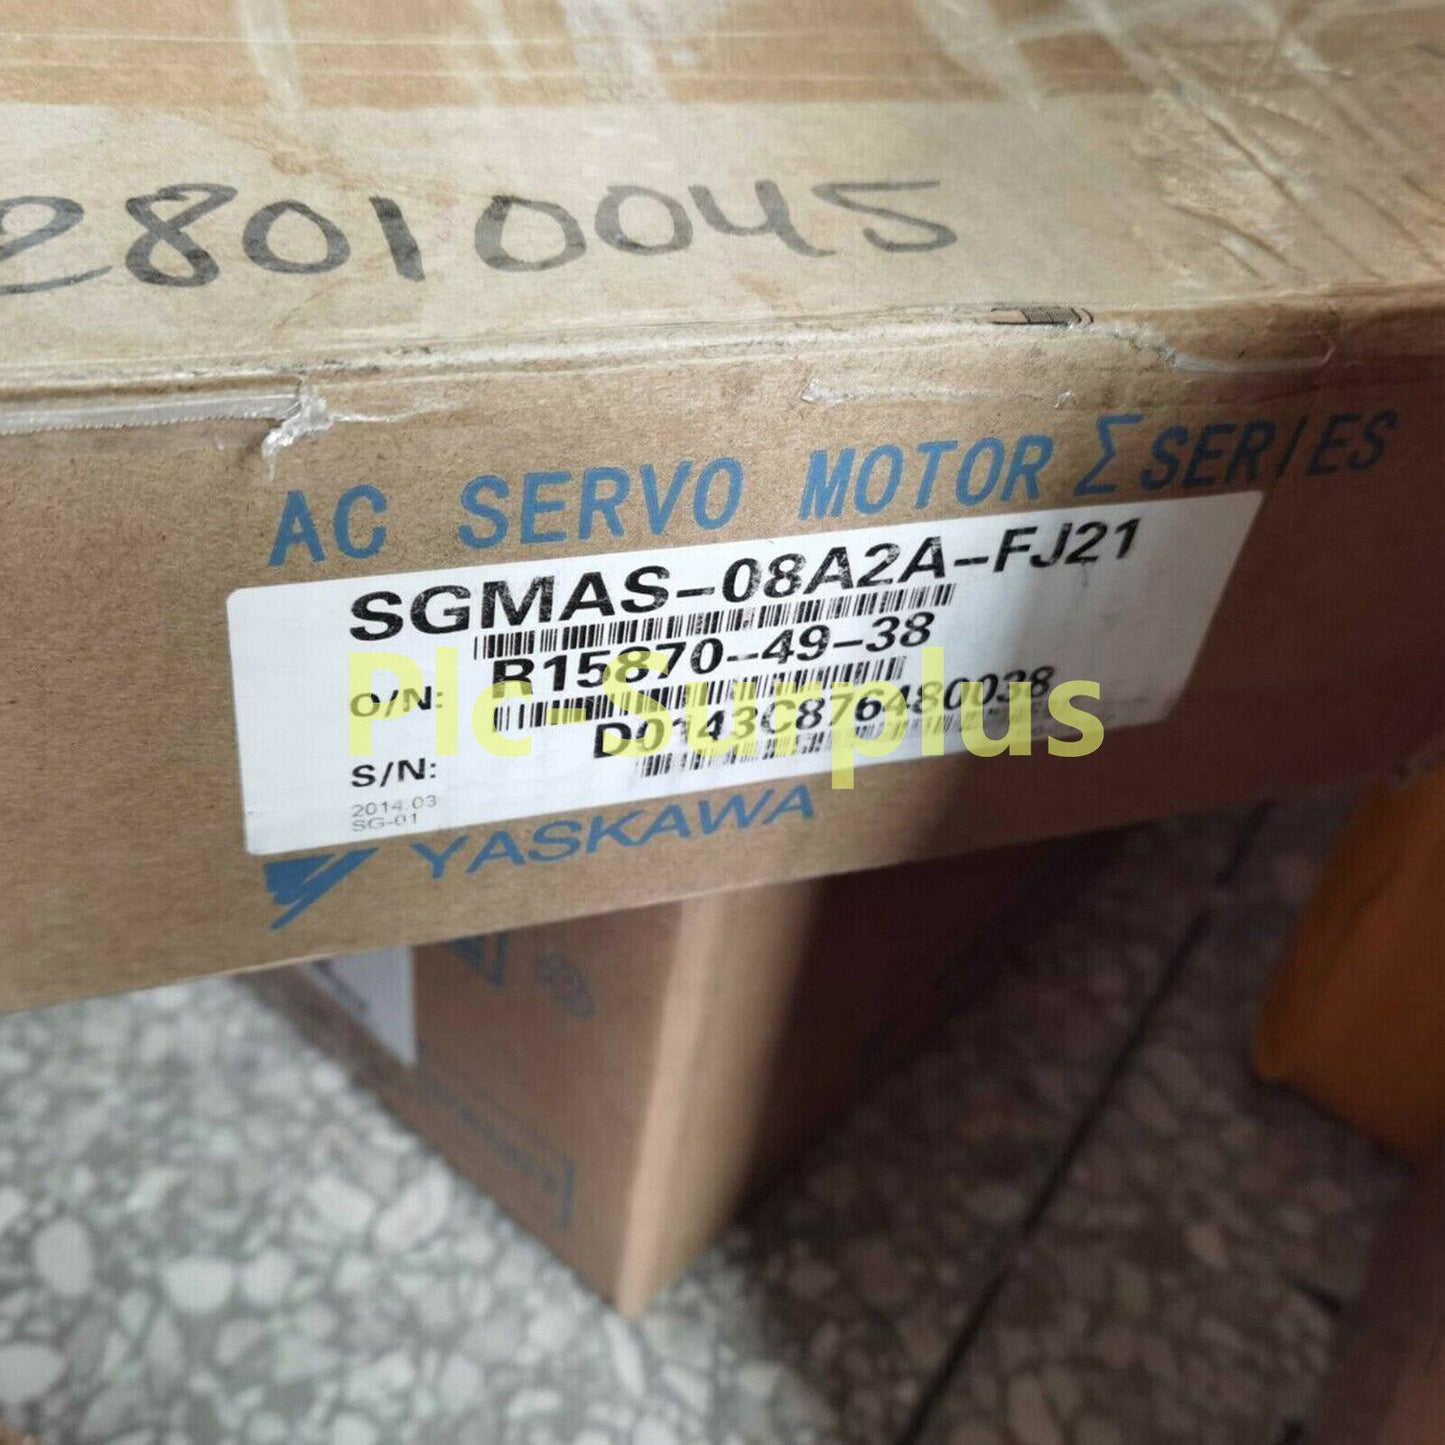 28010045
AC SERVO MOTOR Σ SERIES
SGMAS-08A2A-FJ21
O/N: R15870-49-38
S/N: D0143C876480038
2014.03
SG-01
YASKAWA
Plc-Surplus